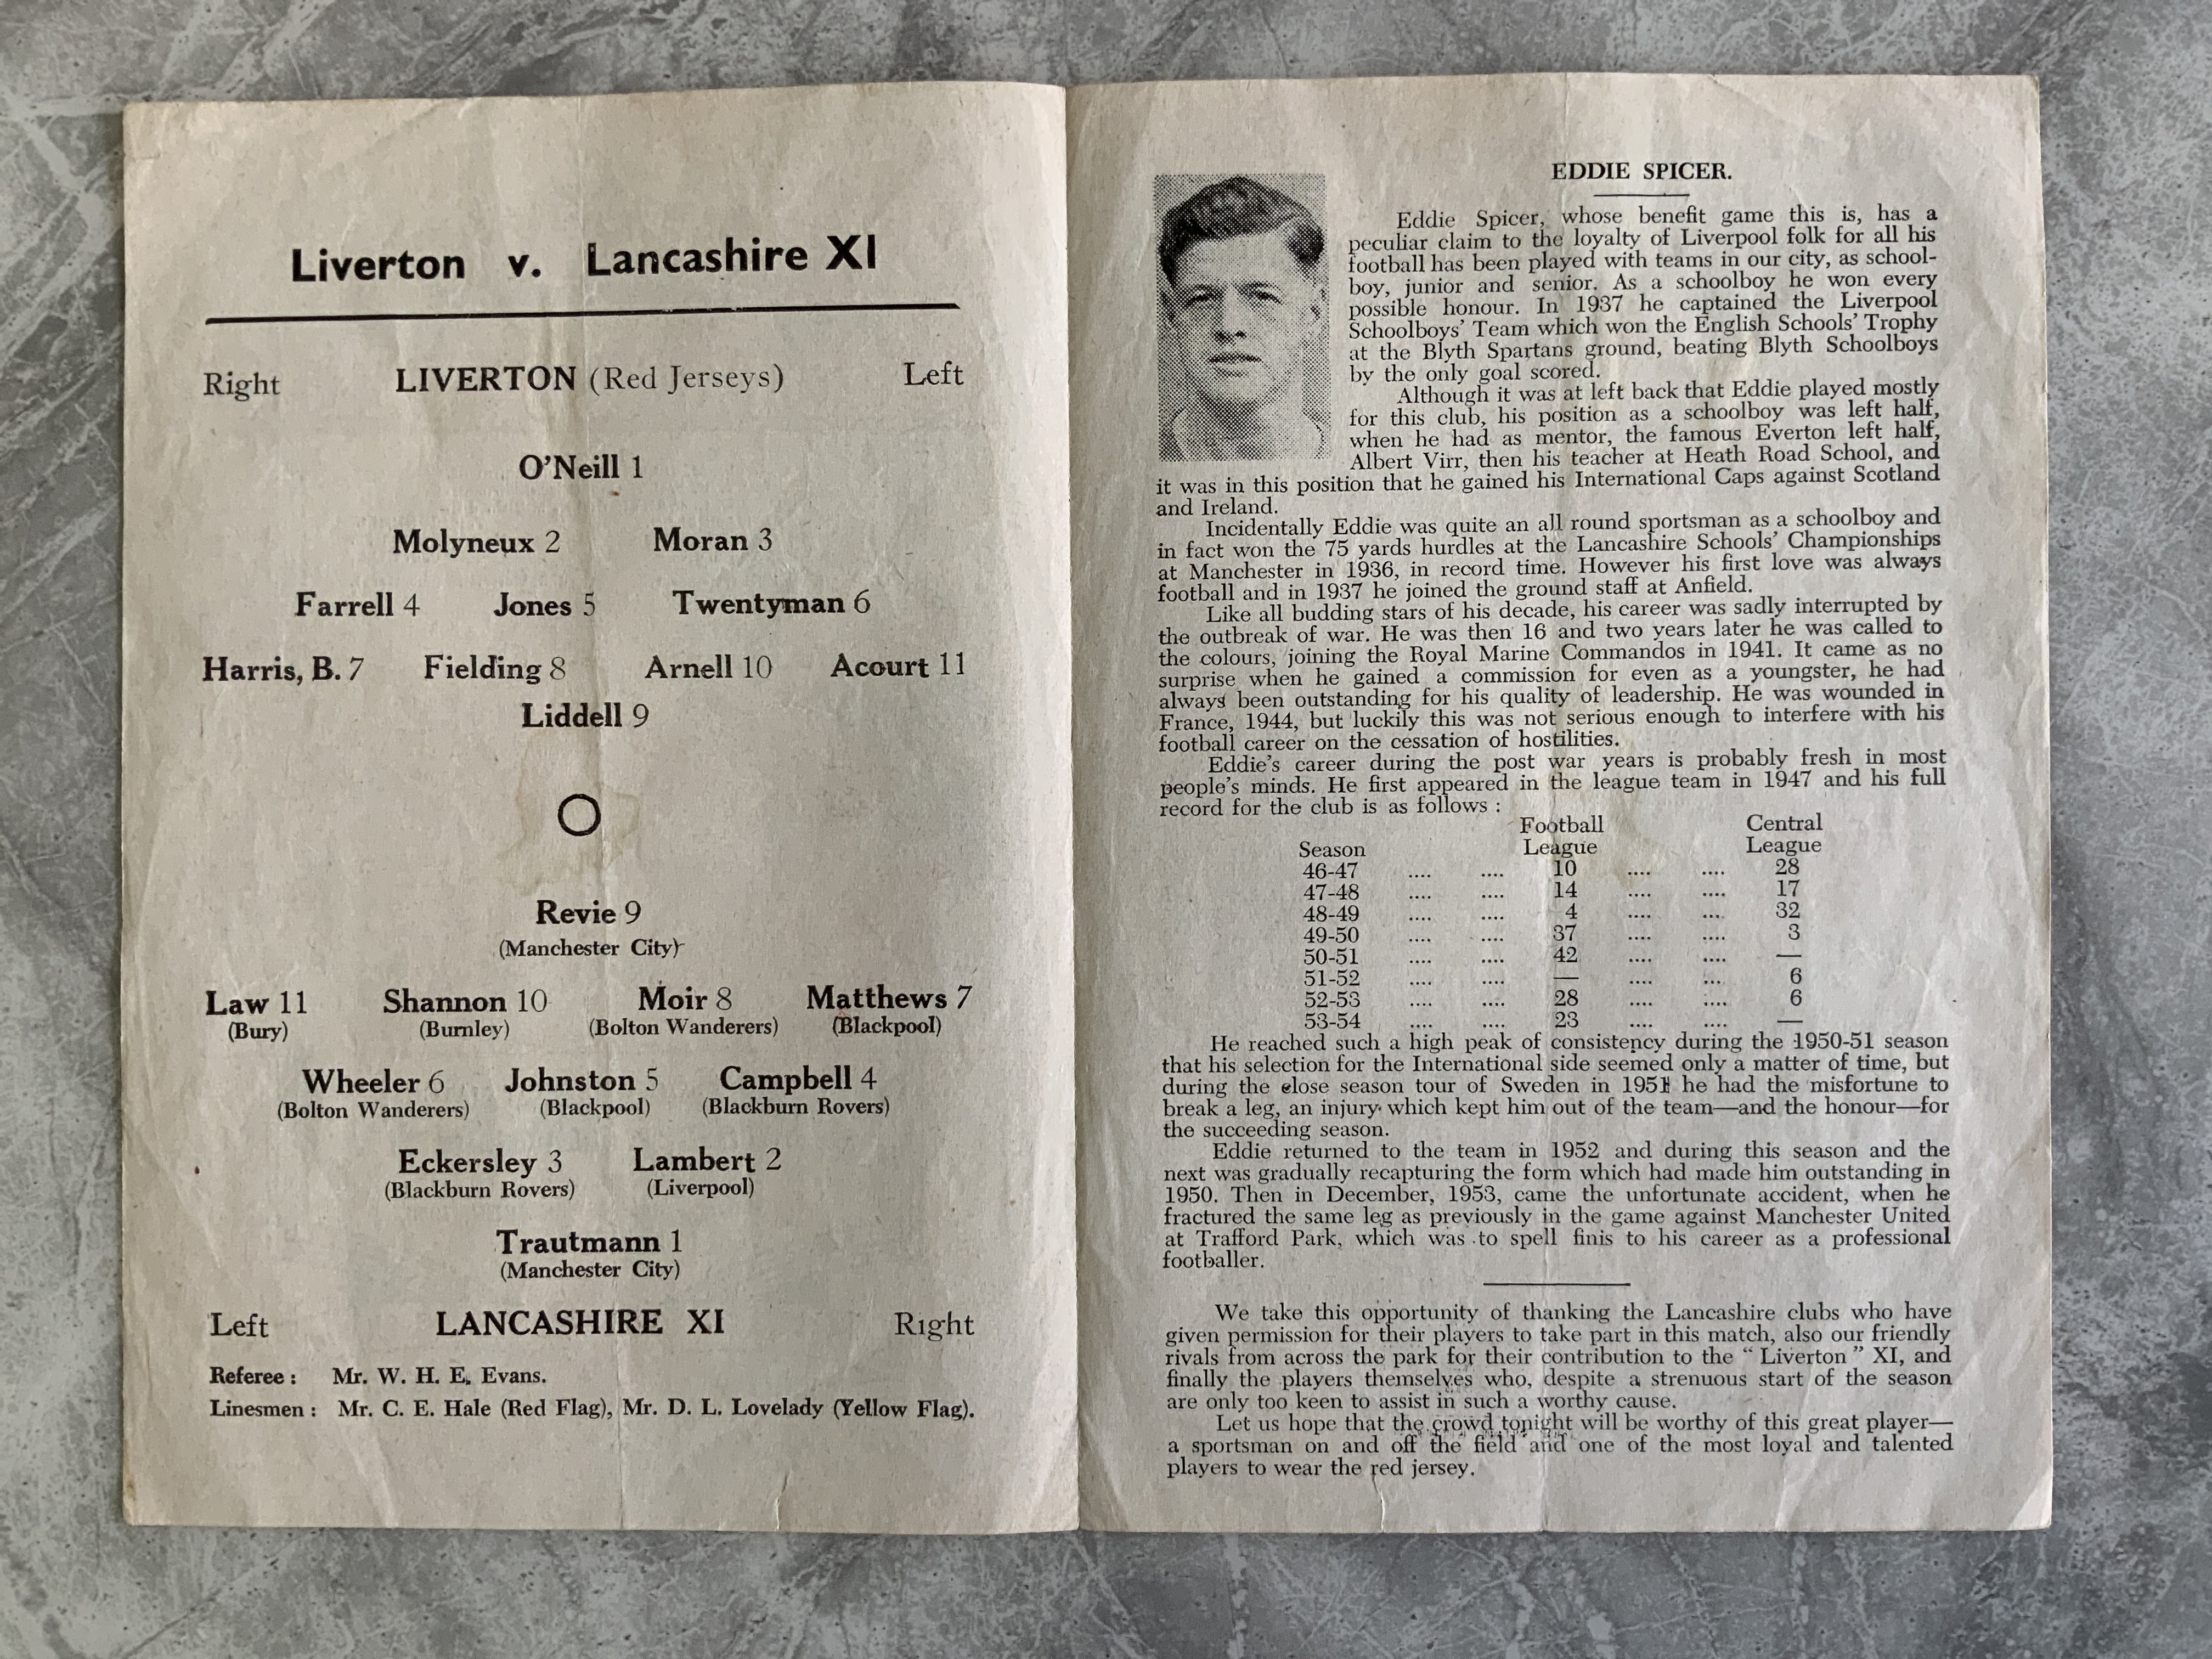 Liverton v. Lancashire XI
Right LIVERTON (Red Jerseys) Left
O'Neill 1
Molyneux 2 Moran 3
Farrell 4 Jones 5 Twentyman 6
Harris, B. 7 Fielding 8 Arnell 10 Acourt 11
Liddell 9
Revie 9
(Manchester City)
Law 11 Shannon 10 Moir 8 Matthews 7
(Bury) (Burnley) (Bolton Wanderers) (Blackpool)
Wheeler 6 Johnston 5 Campbell 4
(Bolton Wanderers) (Blackpool) (Blackburn Rovers)
Eckersley 3 Lambert 2
(Blackburn Rovers) (Liverpool)
Trautmann 1
(Manchester City)
Left LANCASHIRE XI Right
Referee : Mr. W. H. E. Evans.
Linesmen : Mr. C. E. Hale (Red Flag), Mr. D. L. Lovelady (Yellow Flag).
EDDIE SPICER.
Eddie Spicer, whose benefit game this is, has a
peculiar claim to the loyalty of Liverpool folk for all his
football has been played with teams in our city, as school-
boy, junior and senior. As a schoolboy he won every
possible honour. In 1937 he captained the Liverpool
Schoolboys' Team which won the English Schools' Trophy
at the Blyth Spartans ground, beating Blyth Schoolboys
by the only goal scored.
Although it was at left back that Eddie played mostly
for this club, his position as a schoolboy was left half,
when he had as mentor, the famous Everton left half,
Albert Virr, then his teacher at Heath Road School, and
it was in this position that he gained his International Caps against Scotland
and Ireland.
Incidentally Eddie was quite an all round sportsman as a schoolboy and
in fact won the 75 yards hurdles at the Lancashire Schools' Championships
at Manchester in 1936, in record time. However his first love was always
football and in 1937 he joined the ground staff at Anfield.
Like all budding stars of his decade, his career was sadly interrupted by
the outbreak of war. He was then 16 and two years later he was called to
the colours, joining the Royal Marine Commandos in 1941. It came as no
surprise when he gained a commission for even as a youngster, he had
always been outstanding for his quality of leadership. He was wounded in
France, 1944, but luckily this was not serious enough to interfere with his
football career on the cessation of hostilities.
Eddie's career during the post war years is probably fresh in most
people's minds. He first appeared in the league team in 1947 and his full
record for the club is as follows :
Football Central
Season League League
46-47 .... .... 10 .... .... 28
47-48 .... .... 14 .... .... 17
48-49 .... .... 4 .... ... 32
49-50 .... .... 37 .... .... 3
50-51 .... .... 42 .... .... —
51-52 .... .... — .... ... 6
52-53 .... .... 28 .... .... 6
53-54 .... .... 23 .... .... —
He reached such a high peak of consistency during the 1950-51 season
that his selection for the International side seemed only a matter of time, but
during the close season tour of Sweden in 1951 he had the misfortune to
break a leg, an injury which kept him out of the team—and the honour—for
the succeeding season.
Eddie returned to the team in 1952 and during this season and the
next was gradually recapturing the form which had made him outstanding in
1950. Then in December, 1953, came the unfortunate accident, when he
fractured the same leg as previously in the game against Manchester United
at Trafford Park, which was to spell finis to his career as a professional
footballer.
We take this opportunity of thanking the Lancashire clubs who have
given permission for their players to take part in this match, also our friendly
rivals from across the park for their contribution to the "Liverton" XI, and
finally the players themselves who, despite a strenuous start of the season
are only too keen to assist in such a worthy cause.
Let us hope that the crowd tonight will be worthy of this great player—
a sportsman on and off the field and one of the most loyal and talented
players to wear the red jersey.